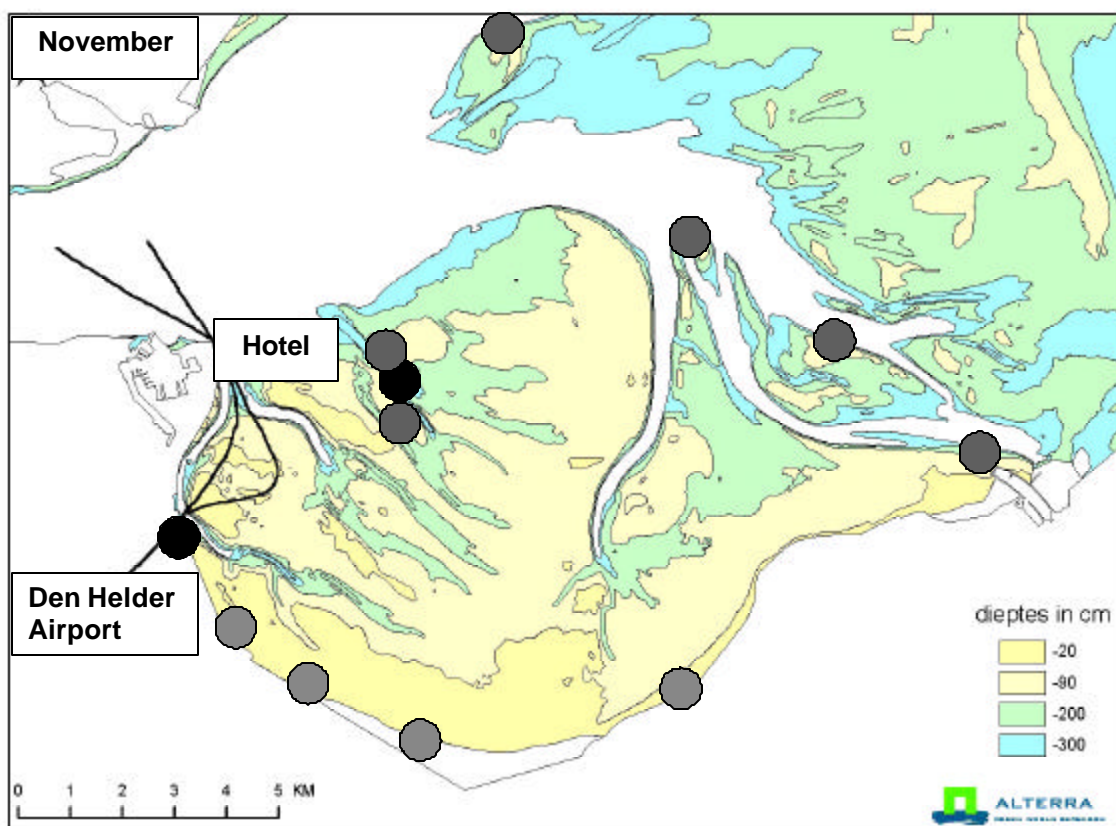 November
Hotel
Den Helder
Airport
dieptes in cm
-20
-90
-200
-300
0 1 2 3 4 5 KM
ALTERRA